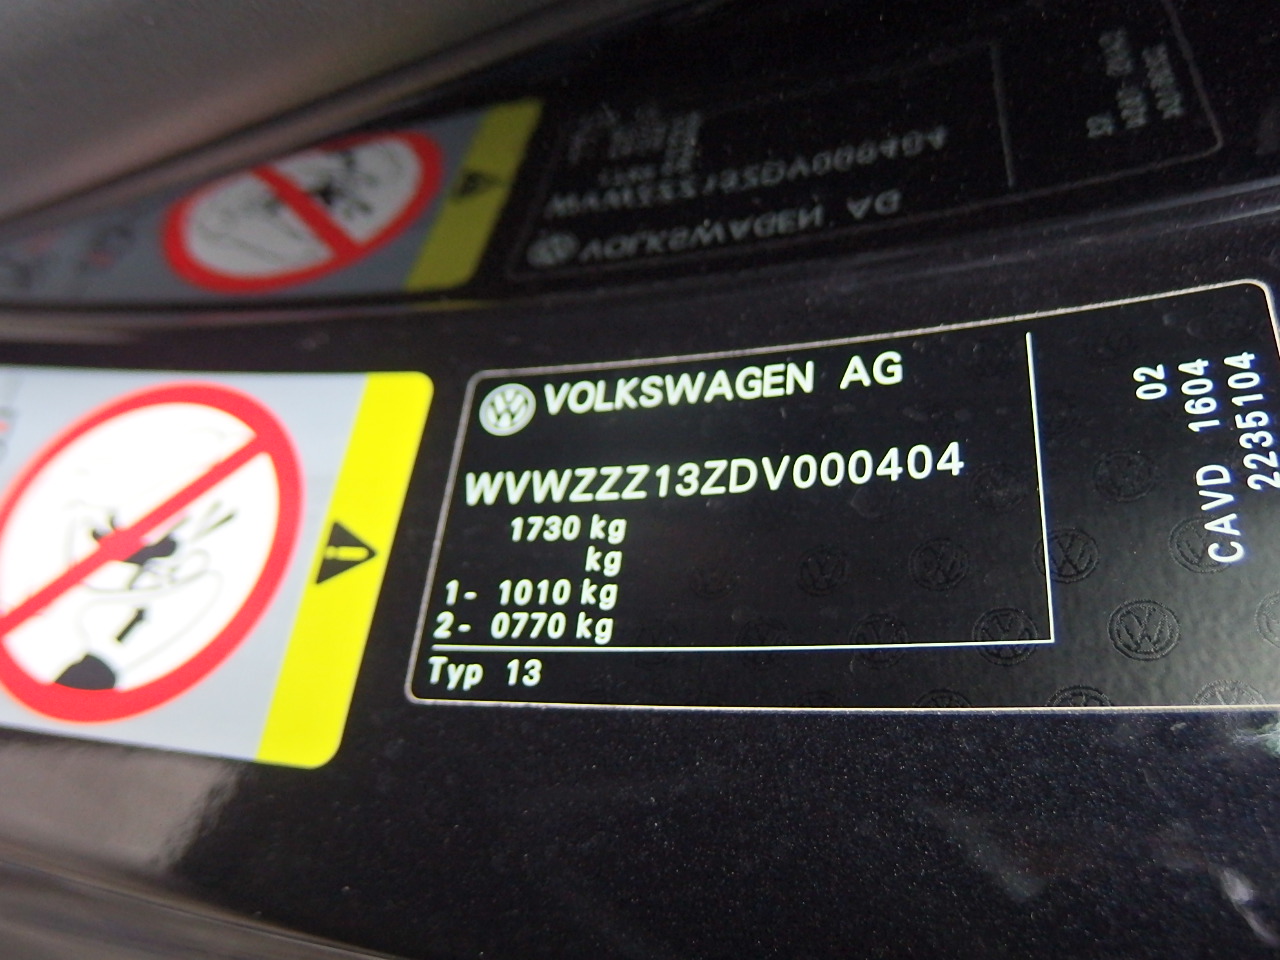 VOLKSWAGEN AG
WVWZZZ13ZDV000404
1730 kg
kg
1- 1010 kg
2- 0770 kg
Typ 13
02
CAVD 1604
2235104
VOLKSWAGEN AG
WVWZZZ13ZDV000404